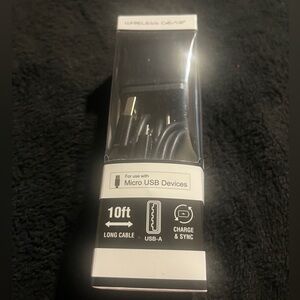 WIRELESS GEAR
For use with
Micro USB Devices
10ft
LONG CABLE
USB-A
CHARGE
& SYNC